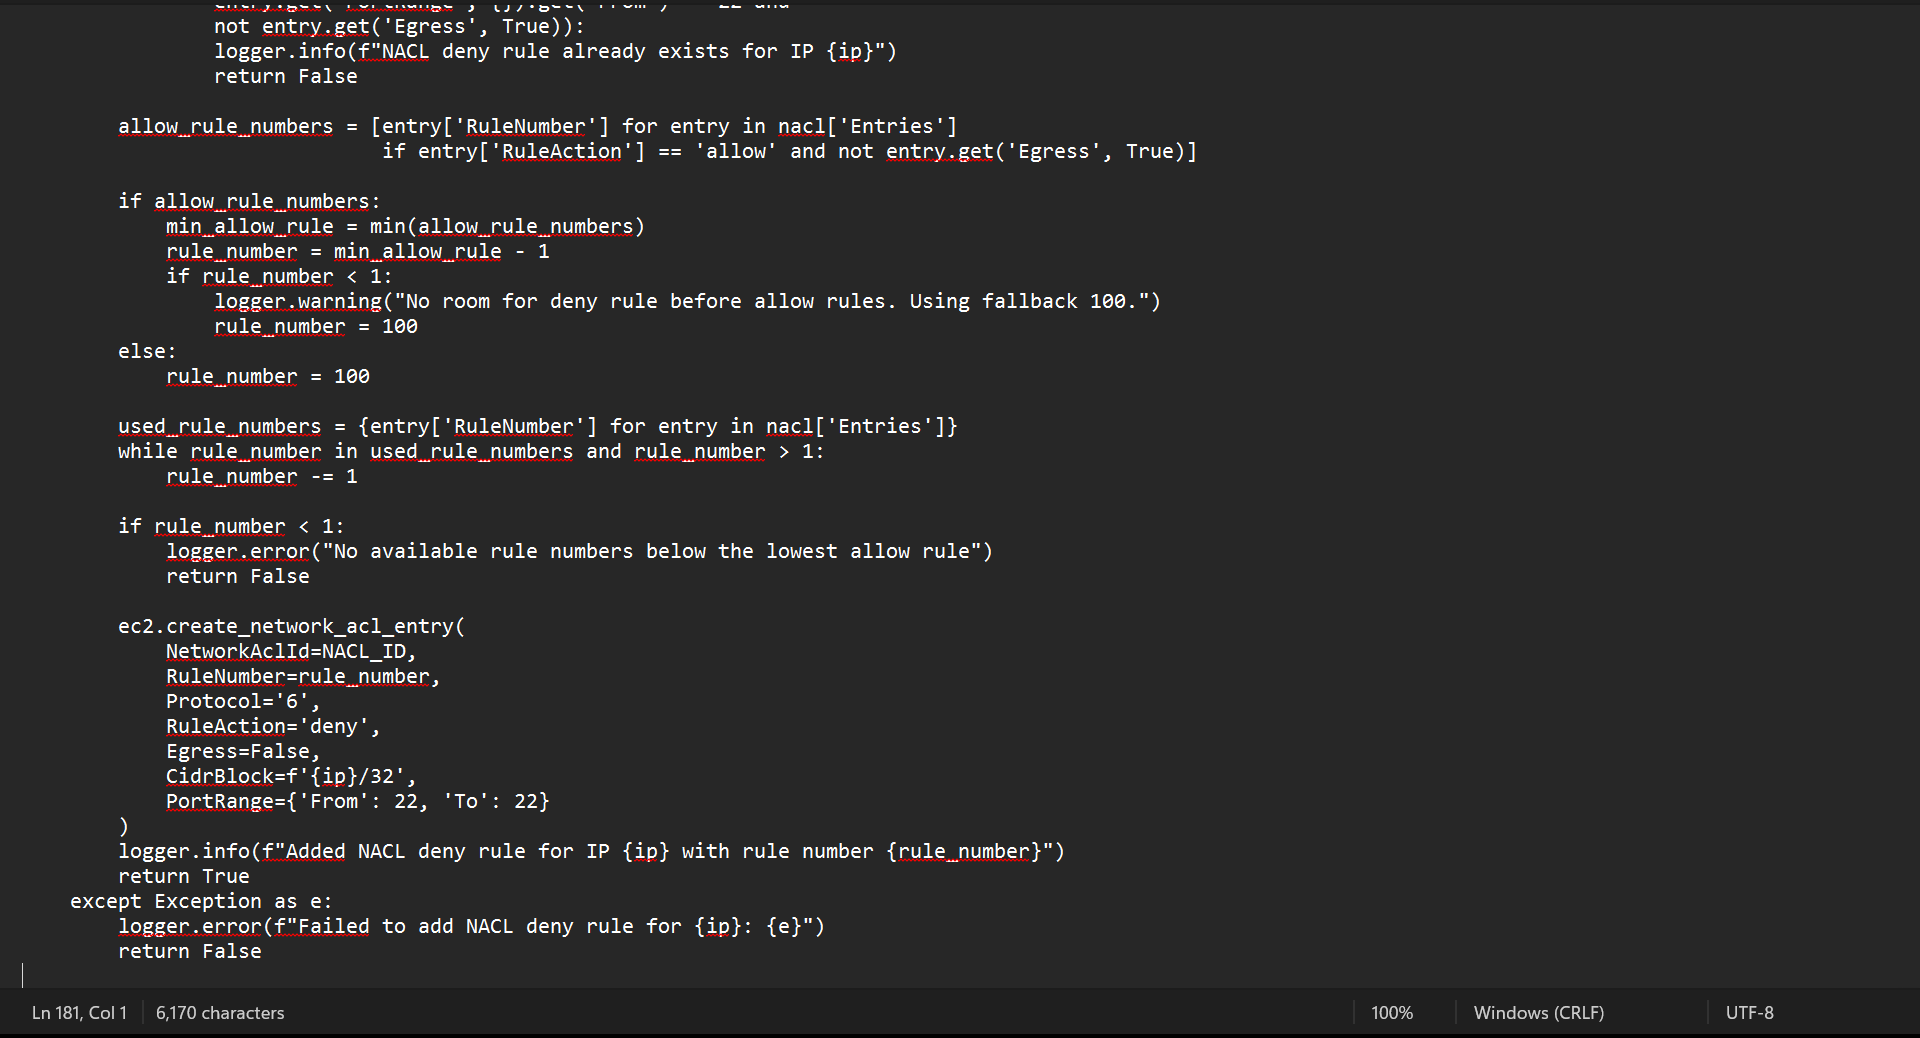 not entry.get('Egress', True)):
logger.info(f"NACL deny rule already exists for IP {ip}")
return False
allow_rule_numbers = [entry['RuleNumber'] for entry in nacl['Entries']
if entry['RuleAction'] == 'allow' and not entry.get('Egress', True)]
if allow_rule_numbers:
min_allow_rule = min(allow_rule_numbers)
rule_number = min_allow_rule - 1
if rule_number < 1:
logger.warning("No room for deny rule before allow rules. Using fallback 100.")
rule_number = 100
else:
rule_number = 100
used_rule_numbers = {entry['RuleNumber'] for entry in nacl['Entries']}
while rule_number in used_rule_numbers and rule_number > 1:
rule_number -= 1
if rule_number < 1:
logger.error("No available rule numbers below the lowest allow rule")
return False
ec2.create_network_acl_entry(
NetworkAclId=NACL_ID,
RuleNumber=rule_number,
Protocol='6',
RuleAction='deny',
Egress=False,
CidrBlock=f'{ip}/32',
PortRange={'From': 22, 'To': 22}
)
logger.info(f"Added NACL deny rule for IP {ip} with rule number {rule_number}")
return True
except Exception as e:
logger.error(f"Failed to add NACL deny rule for {ip}: {e}")
return False
Ln 181, Col 1 6,170 characters 100% Windows (CRLF) UTF-8